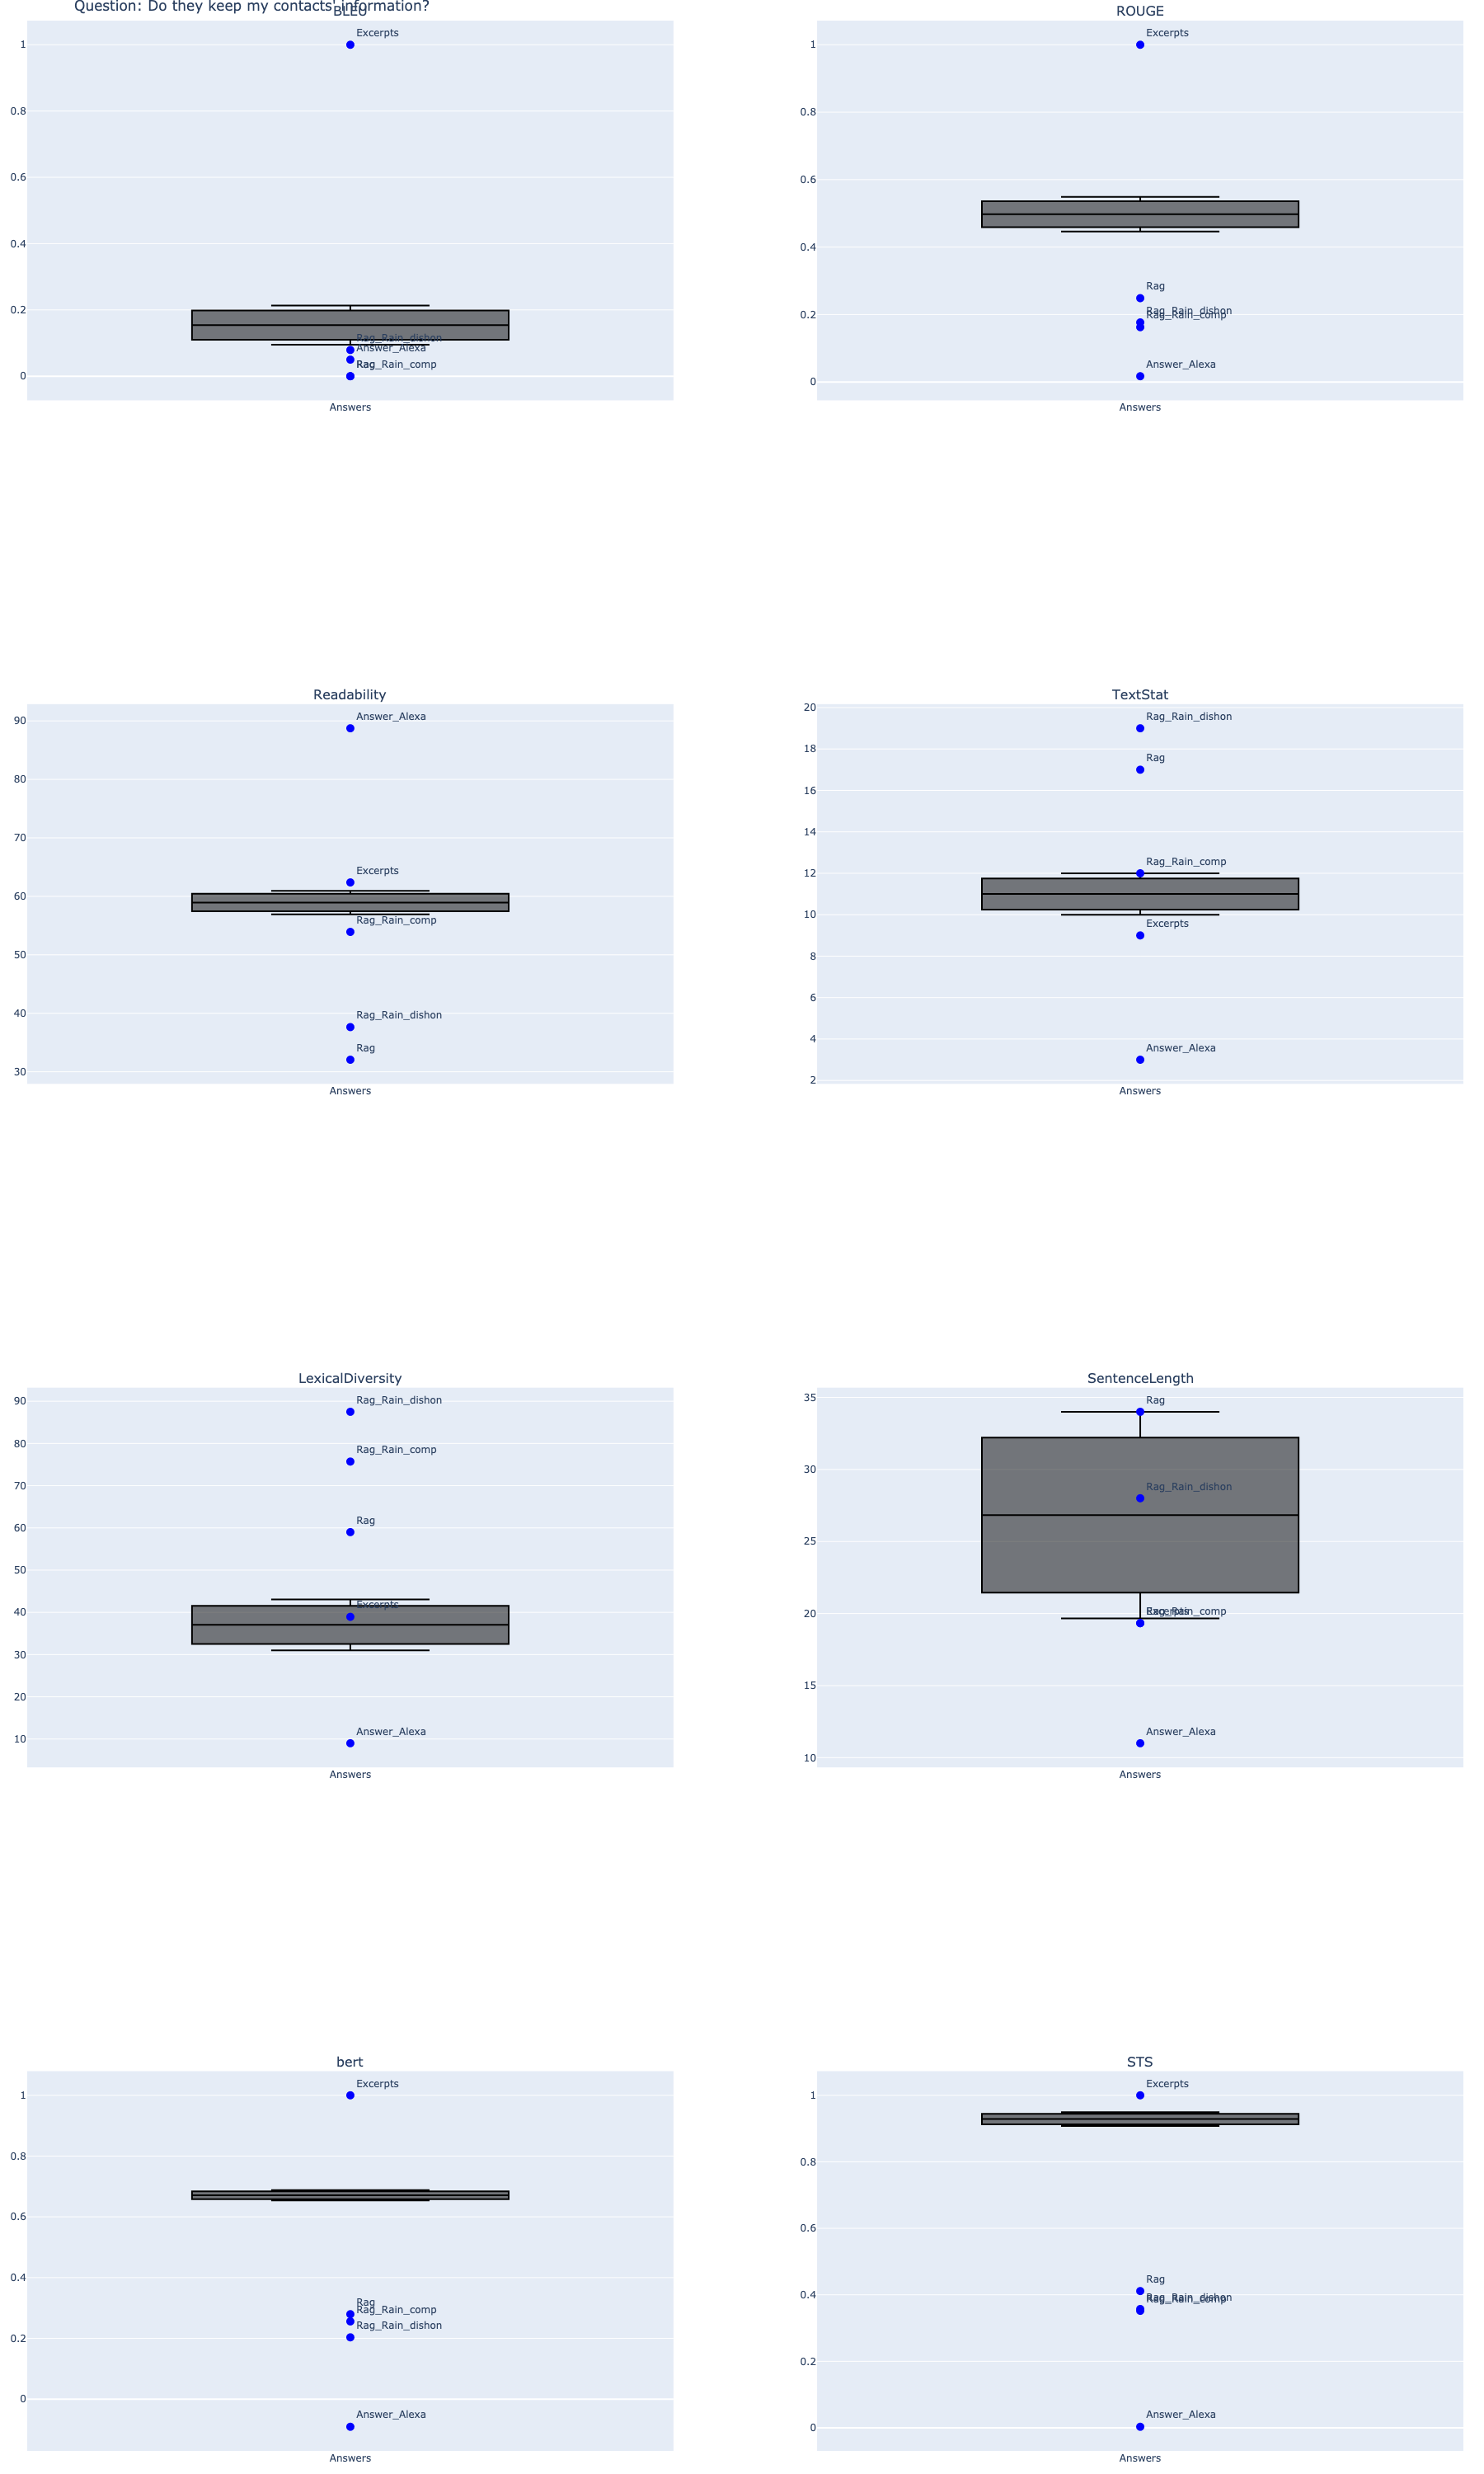 Question: Do they keep my contacts' information?
BLEU
Excerpts
1
0.8
0.6
0.4
0.2
0
Rag_Rain_dishon
Answer_Alexa
Rag
Rag_Rain_comp
Answers
ROUGE
Excerpts
1
0.8
0.6
0.4
0.2
0
Rag
Rag_Rain_dishon
Rag_Rain_comp
Answer_Alexa
Answers
Readability
90
80
70
60
50
40
30
Answer_Alexa
Excerpts
Rag_Rain_comp
Rag_Rain_dishon
Rag
Answers
TextStat
20
18
16
14
12
10
8
6
4
2
Rag_Rain_dishon
Rag
Rag_Rain_comp
Excerpts
Answer_Alexa
Answers
LexicalDiversity
90
80
70
60
50
40
30
20
10
Rag_Rain_dishon
Rag_Rain_comp
Rag
Excerpts
Answer_Alexa
Answers
SentenceLength
35
30
25
20
15
10
Rag
Rag_Rain_dishon
Excerpts
Rag_Rain_comp
Answer_Alexa
Answers
bert
1
0.8
0.6
0.4
0.2
0
Excerpts
Rag
Rag_Rain_comp
Rag_Rain_dishon
Answer_Alexa
Answers
STS
1
0.8
0.6
0.4
0.2
0
Excerpts
Rag
Rag_Rain_dishon
Rag_Rain_comp
Answer_Alexa
Answers